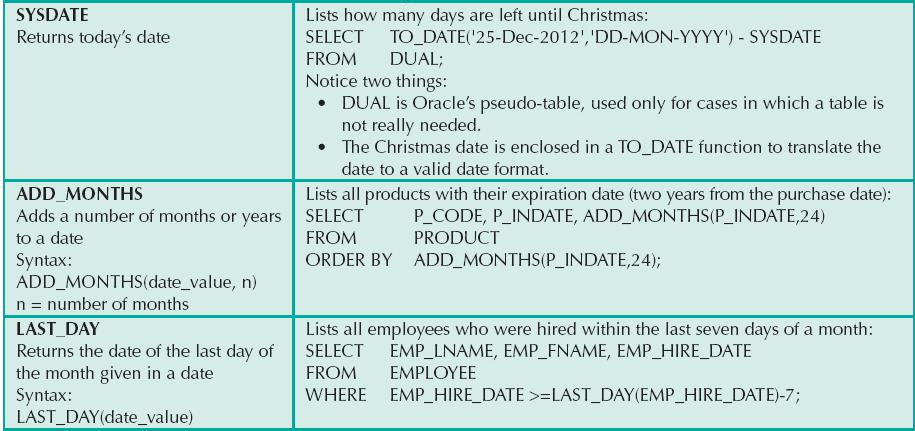 SYSDATE
Returns today's date
Lists how many days are left until Christmas:
SELECT TO_DATE('25-Dec-2012','DD-MON-YYYY') - SYSDATE
FROM DUAL;
Notice two things:
• DUAL is Oracle's pseudo-table, used only for cases in which a table is
not really needed.
• The Christmas date is enclosed in a TO_DATE function to translate the
date to a valid date format.
ADD_MONTHS
Adds a number of months or years
to a date
Syntax:
ADD_MONTHS(date_value, n)
n = number of months
Lists all products with their expiration date (two years from the purchase date):
SELECT P_CODE, P_INDATE, ADD_MONTHS(P_INDATE,24)
FROM PRODUCT
ORDER BY ADD_MONTHS(P_INDATE,24);
LAST_DAY
Returns the date of the last day of
the month given in a date
Syntax:
LAST_DAY(date_value)
Lists all employees who were hired within the last seven days of a month:
SELECT EMP_LNAME, EMP_FNAME, EMP_HIRE_DATE
FROM EMPLOYEE
WHERE EMP_HIRE_DATE >=LAST_DAY(EMP_HIRE_DATE)-7;